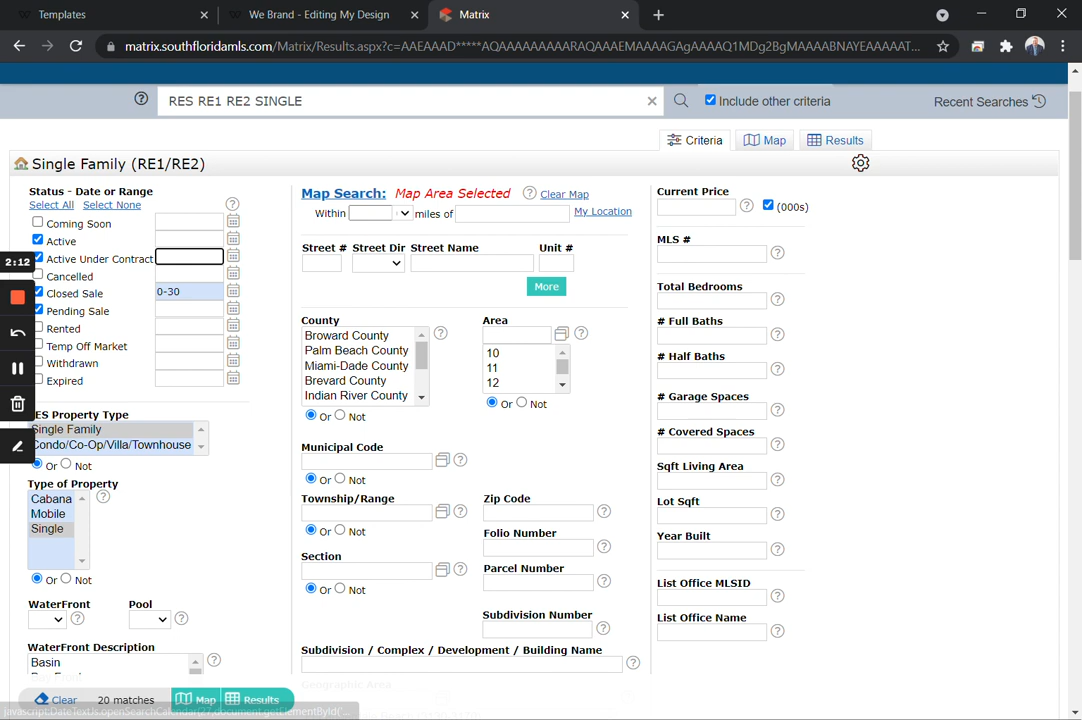 Templates
We Brand - Editing My Design
Matrix
matrix.southfloridamls.com/Matrix/Results.aspx?c=AAEAAAD*****AQAAAAAAAAARAQAAAEMAAAAGAgAAAAQ1MDg2BgMAAAABNAYEAAAAAT...
RES RE1 RE2 SINGLE
Include other criteria
Recent Searches
Criteria
Map
Results
Single Family (RE1/RE2)
Status - Date or Range
Select All Select None
Coming Soon
Active
Active Under Contract
Cancelled
Closed Sale 0-30
Pending Sale
Rented
Temp Off Market
Withdrawn
Expired
2:12
ES Property Type
Single Family
Condo/Co-Op/Villa/Townhouse
Or Not
Type of Property
Cabana
Mobile
Single
Or Not
WaterFront Pool
WaterFront Description
Basin
Clear 20 matches Map Results
Map Search: Map Area Selected Clear Map
Within miles of My Location
Street # Street Dir Street Name Unit #
More
County
Broward County
Palm Beach County
Miami-Dade County
Brevard County
Indian River County
Or Not
Area
10
11
12
Or Not
Municipal Code
Or Not
Township/Range
Or Not
Section
Or Not
Zip Code
Folio Number
Parcel Number
Subdivision Number
Subdivision / Complex / Development / Building Name
Geographic Area
Current Price
(000s)
MLS #
Total Bedrooms
# Full Baths
# Half Baths
# Garage Spaces
# Covered Spaces
Sqft Living Area
Lot Sqft
Year Built
List Office MLSID
List Office Name